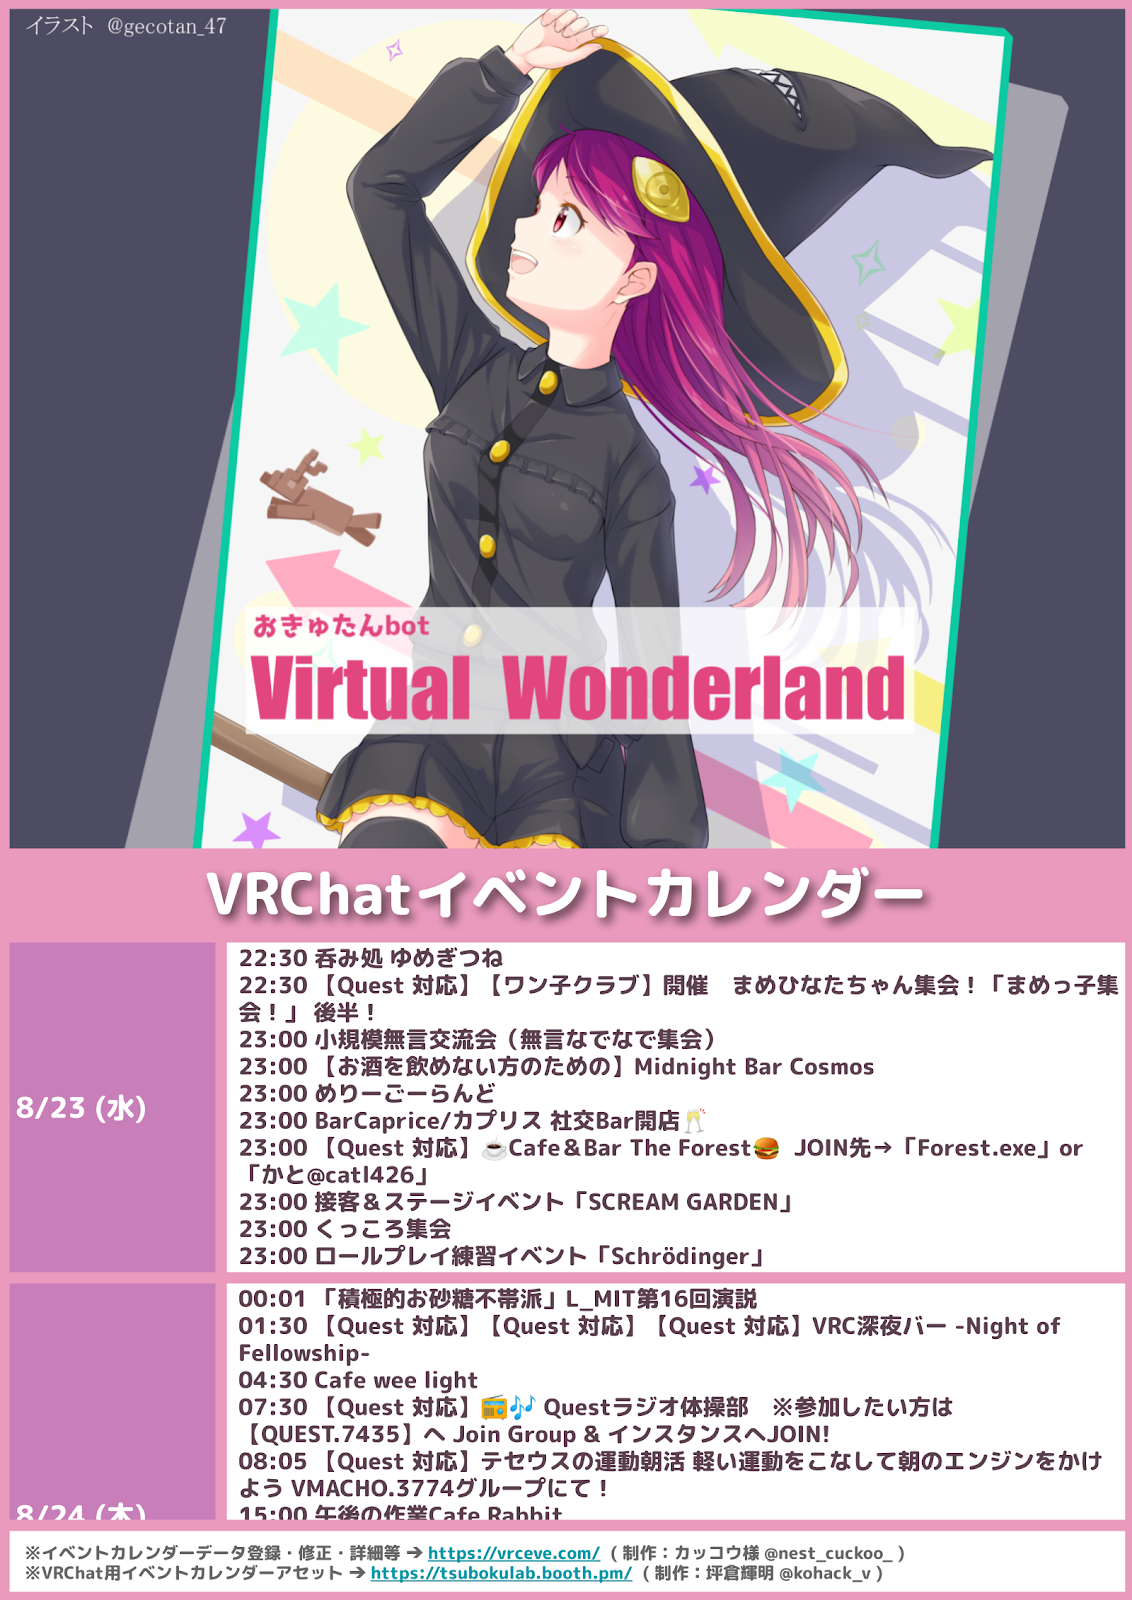 イラスト @gecotan_47
おきゅたんbot
Virtual Wonderland
VRChatイベントカレンダー
8/23 (水)
22:30 呑み処 ゆめぎつね
22:30 【Quest 対応】【ワン子クラブ】開催　まめひなたちゃん集会！「まめっ子集
会！」 後半！
23:00 小規模無言交流会（無言なでなで集会）
23:00 【お酒を飲めない方のための】Midnight Bar Cosmos
23:00 めりーごーらんど
23:00 BarCaprice/カプリス 社交Bar開店🥂
23:00 【Quest 対応】☕Cafe＆Bar The Forest🍔 JOIN先→「Forest.exe」or
「かと@catl426」
23:00 接客＆ステージイベント「SCREAM GARDEN」
23:00 くっころ集会
23:00 ロールプレイ練習イベント「Schrödinger」
8/24 (木)
00:01 「積極的お砂糖不帯派」L_MIT第16回演説
01:30 【Quest 対応】【Quest 対応】【Quest 対応】VRC深夜バー -Night of
Fellowship-
04:30 Cafe wee light
07:30 【Quest 対応】📻🎶 Questラジオ体操部　※参加したい方は
【QUEST.7435】へ Join Group & インスタンスへJOIN!
08:05 【Quest 対応】テセウスの運動朝活 軽い運動をこなして朝のエンジンをかけ
よう VMACHO.3774グループにて！
15:00 午後の作業Cafe Rabbit
※イベントカレンダーデータ登録・修正・詳細等 ➔ https://vrceve.com/ （制作：カッコウ様 @nest_cuckoo_ ）
※VRChat用イベントカレンダーアセット ➔ https://tsubokulab.booth.pm/ （制作：坪倉輝明 @kohack_v ）